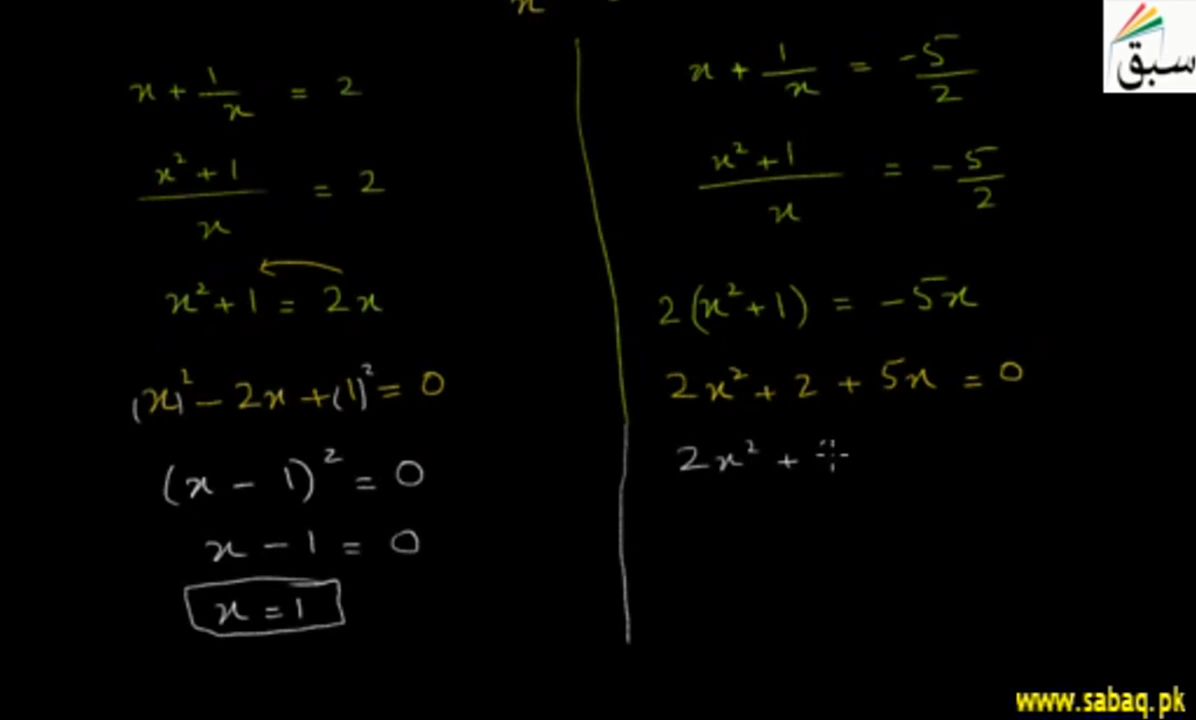 x
x + 1/x = 2
(x² + 1)/x = 2
x² + 1 = 2x
(x)² - 2x + (1)² = 0
(x - 1)² = 0
x - 1 = 0
x = 1
x + 1/x = -5/2
(x² + 1)/x = -5/2
2(x² + 1) = -5x
2x² + 2 + 5x = 0
2x² +
سبق
www.sabaq.pk